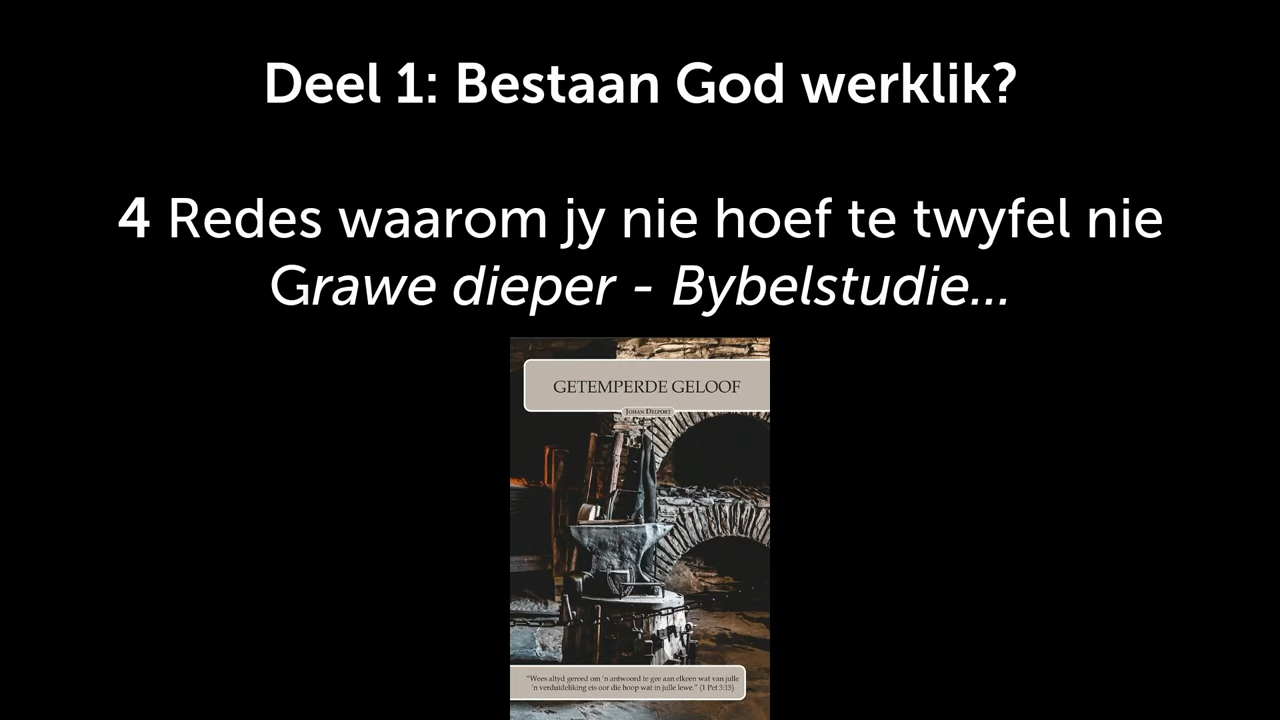 Deel 1: Bestaan God werklik?
4 Redes waarom jy nie hoef te twyfel nie
Grawe dieper - Bybelstudie...
GETEMPERDE GELOOF
JOHAN DELPORT
"Wees altyd gereed om 'n antwoord te gee aan elkeen wat van julle
'n verduideliking eis oor die hoop wat in julle lewe." (1 Pet 3:15)